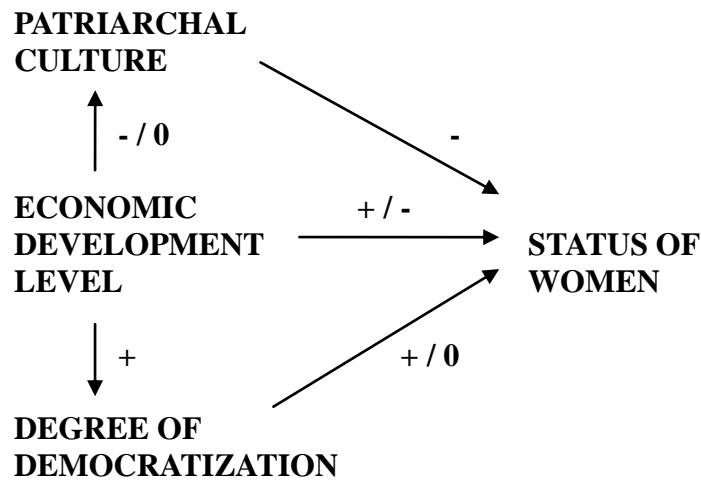 PATRIARCHAL
CULTURE
- / 0
-
ECONOMIC
DEVELOPMENT
LEVEL
+ / -
STATUS OF
WOMEN
+
+ / 0
DEGREE OF
DEMOCRATIZATION